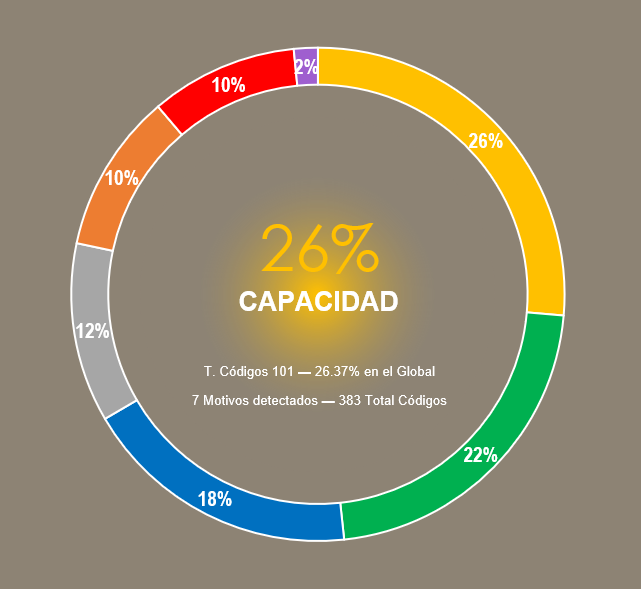 2%
10%
26%
10%
26%
CAPACIDAD
12%
T. Códigos 101 — 26.37% en el Global
7 Motivos detectados — 383 Total Códigos
22%
18%